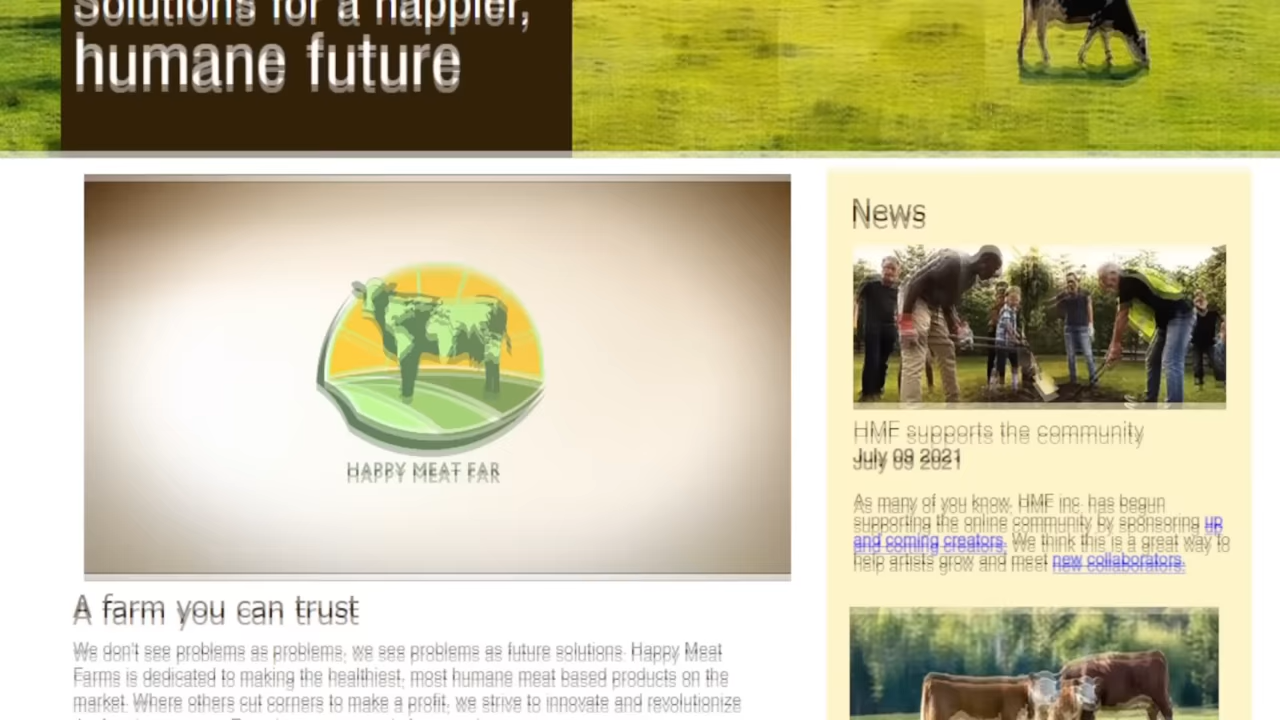 Solutions for a happier,
humane future
HAPPY MEAT FAR
A farm you can trust
We don't see problems as problems, we see problems as future solutions. Happy Meat
Farms is dedicated to making the healthiest, most humane meat based products on the
market. Where others cut corners to make a profit, we strive to innovate and revolutionize
News
HMF supports the community
July 09 2021
As many of you know, HMF inc. has begun
supporting the online community by sponsoring up
and coming creators. We think this is a great way to
help artists grow and meet new collaborators.